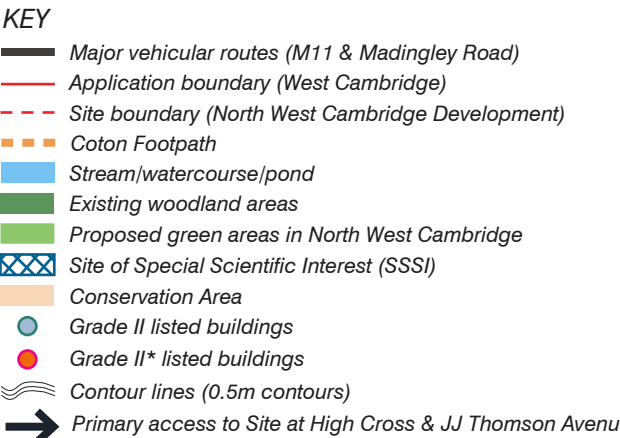 KEY
Major vehicular routes (M11 & Madingley Road)
Application boundary (West Cambridge)
Site boundary (North West Cambridge Development)
Coton Footpath
Stream/watercourse/pond
Existing woodland areas
Proposed green areas in North West Cambridge
Site of Special Scientific Interest (SSSI)
Conservation Area
Grade II listed buildings
Grade II* listed buildings
Contour lines (0.5m contours)
Primary access to Site at High Cross & JJ Thomson Avenu